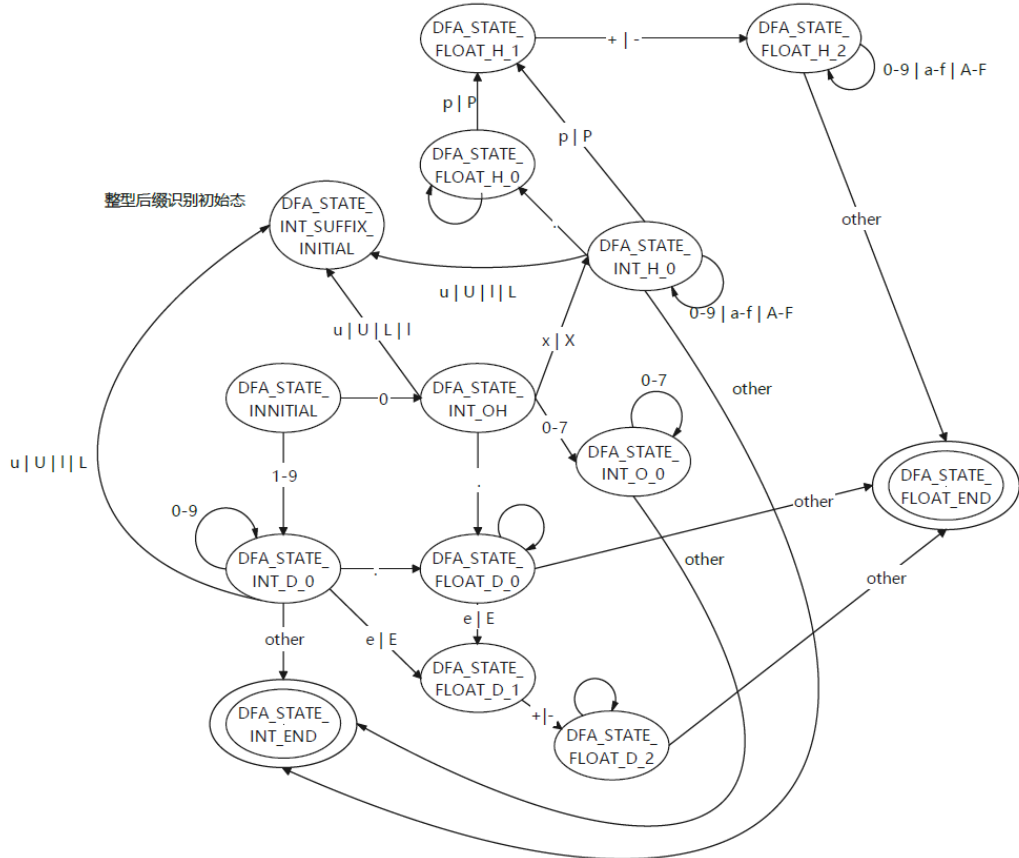 DFA_STATE_
FLOAT_H_1
+ | -
DFA_STATE_
FLOAT_H_2
0-9 | a-f | A-F
p | P
p | P
DFA_STATE_
FLOAT_H_0
整型后缀识别初始态
DFA_STATE_
INT_SUFFIX_
INITIAL
.
other
DFA_STATE_
INT_H_0
u | U | l | L
0-9 | a-f | A-F
u | U | L | l
x | X
DFA_STATE_
INNITIAL
0
DFA_STATE_
INT_OH
other
0-7
0-7
DFA_STATE_
INT_O_0
u | U | l | L
1-9
.
DFA_STATE_
FLOAT_END
other
0-9
DFA_STATE_
INT_D_0
.
DFA_STATE_
FLOAT_D_0
other
other
e | E
other
e | E
DFA_STATE_
FLOAT_D_1
+|-
DFA_STATE_
INT_END
DFA_STATE_
FLOAT_D_2